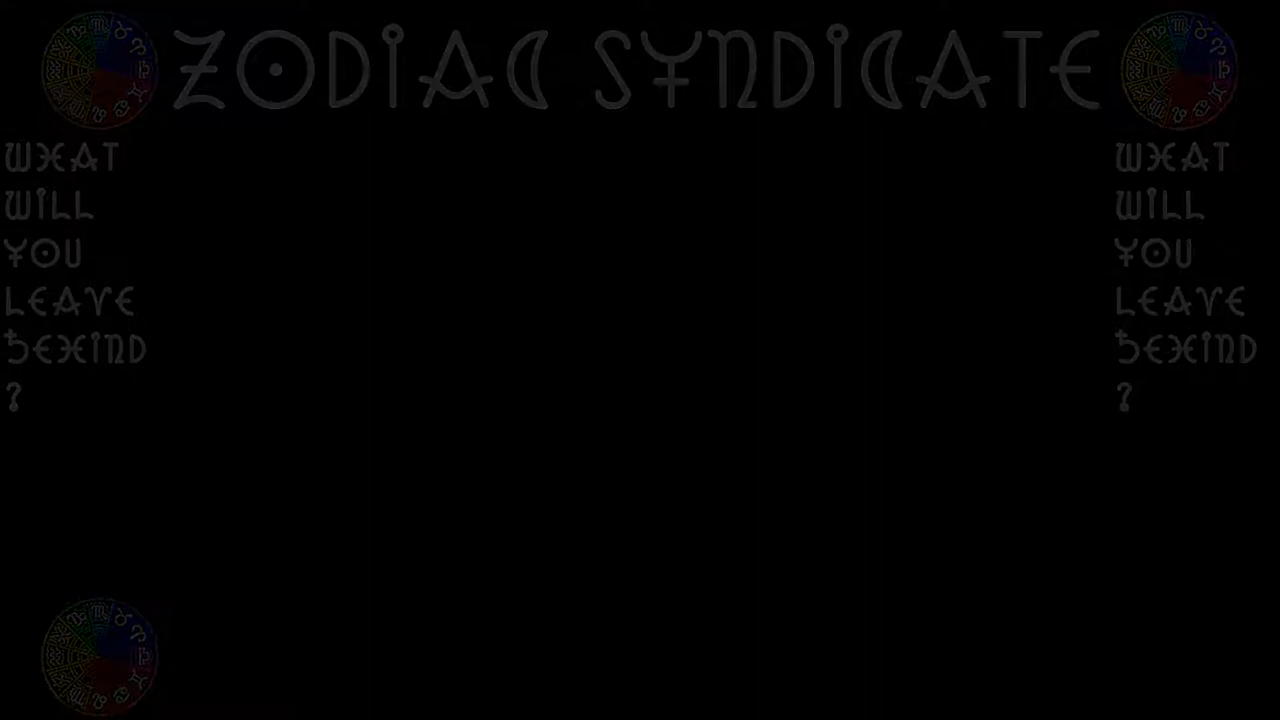 ZODIAC SYNDICATE
WHAT
WILL
YOU
LEAVE
BEHIND
?
WHAT
WILL
YOU
LEAVE
BEHIND
?